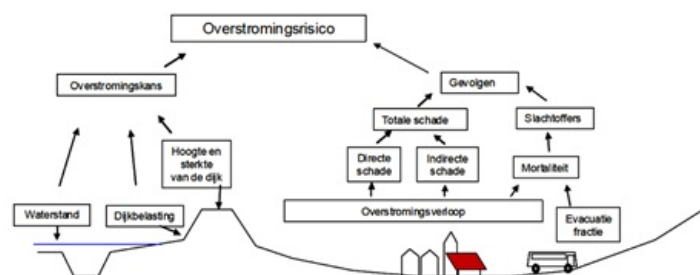 Overstromingsrisico
Overstromingskans
Gevolgen
Totale schade
Slachtoffers
Hoogte en
sterkte
van de dijk
Directe
schade
Indirecte
schade
Mortaliteit
Waterstand
Dijkbelasting
Overstromingsverloop
Evacuatie
fractie